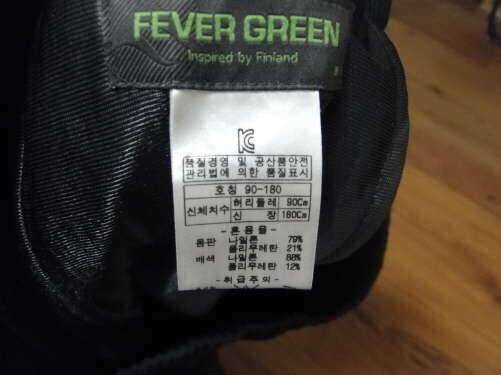 FEVER GREEN
Inspired by Finland
KC
품질경영 및 공산품안전
관리법에 의한 품질표시
호칭 90-180
신체치수 허리둘레 90Cm
신 장 180Cm
- 혼용율 -
몸판 나일론 79%
폴리우레탄 21%
배색 나일론 88%
폴리우레탄 12%
- 취급주의 -